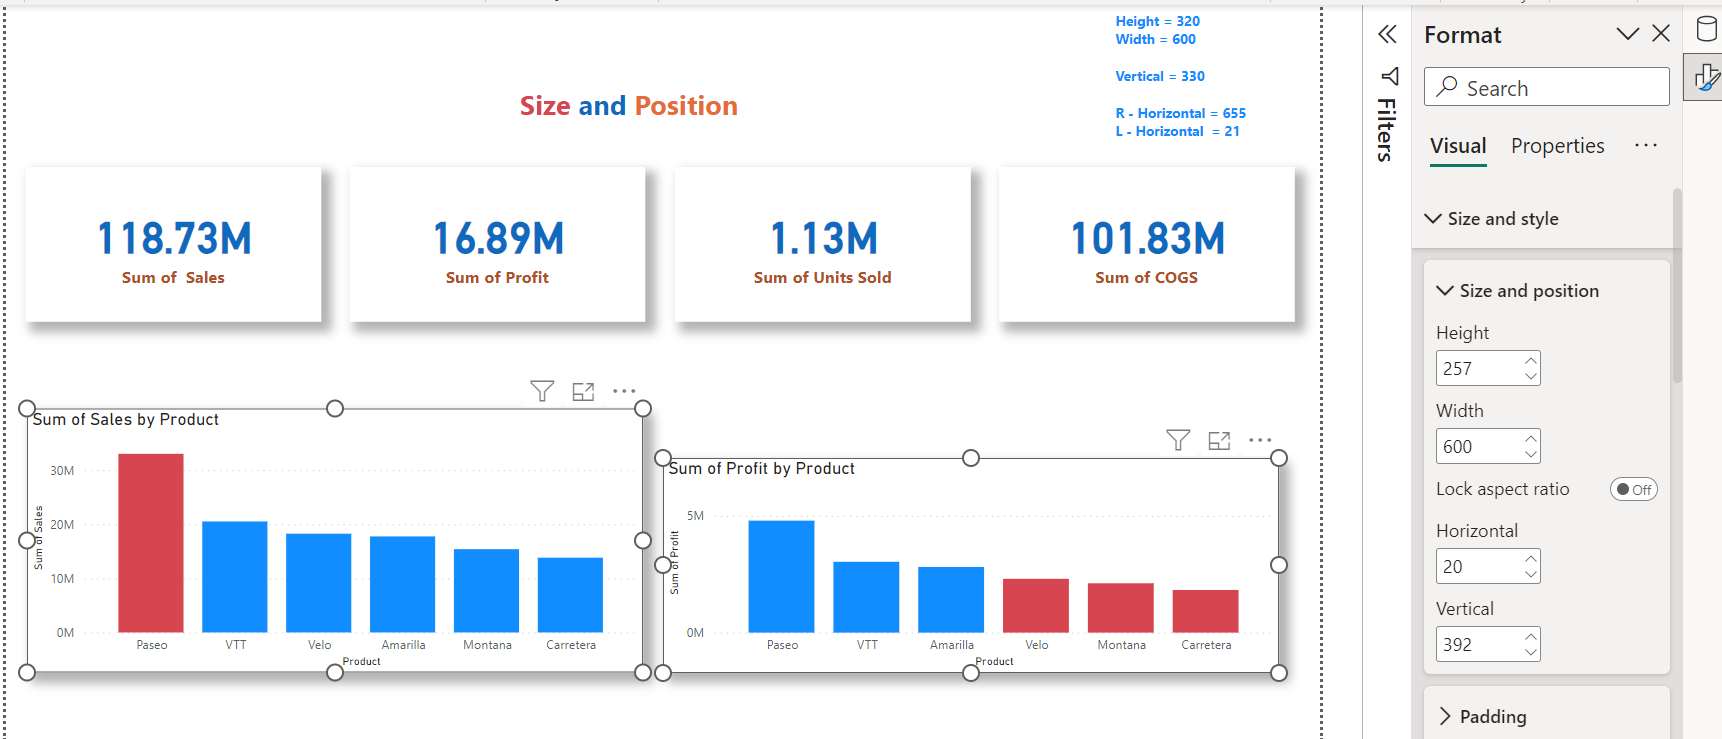 Height = 320
Width = 600
Vertical = 330
R - Horizontal = 655
L - Horizontal = 21
Size and Position
118.73M
Sum of Sales
16.89M
Sum of Profit
1.13M
Sum of Units Sold
101.83M
Sum of COGS
Sum of Sales by Product
30M
20M
10M
0M
Sum of Sales
Paseo
VTT
Velo
Amarilla
Montana
Carretera
Product
Sum of Profit by Product
5M
0M
Sum of Profit
Paseo
VTT
Amarilla
Velo
Montana
Carretera
Product
Filters
Format
Search
Visual Properties ...
Size and style
Size and position
Height
257
Width
600
Lock aspect ratio Off
Horizontal
20
Vertical
392
Padding